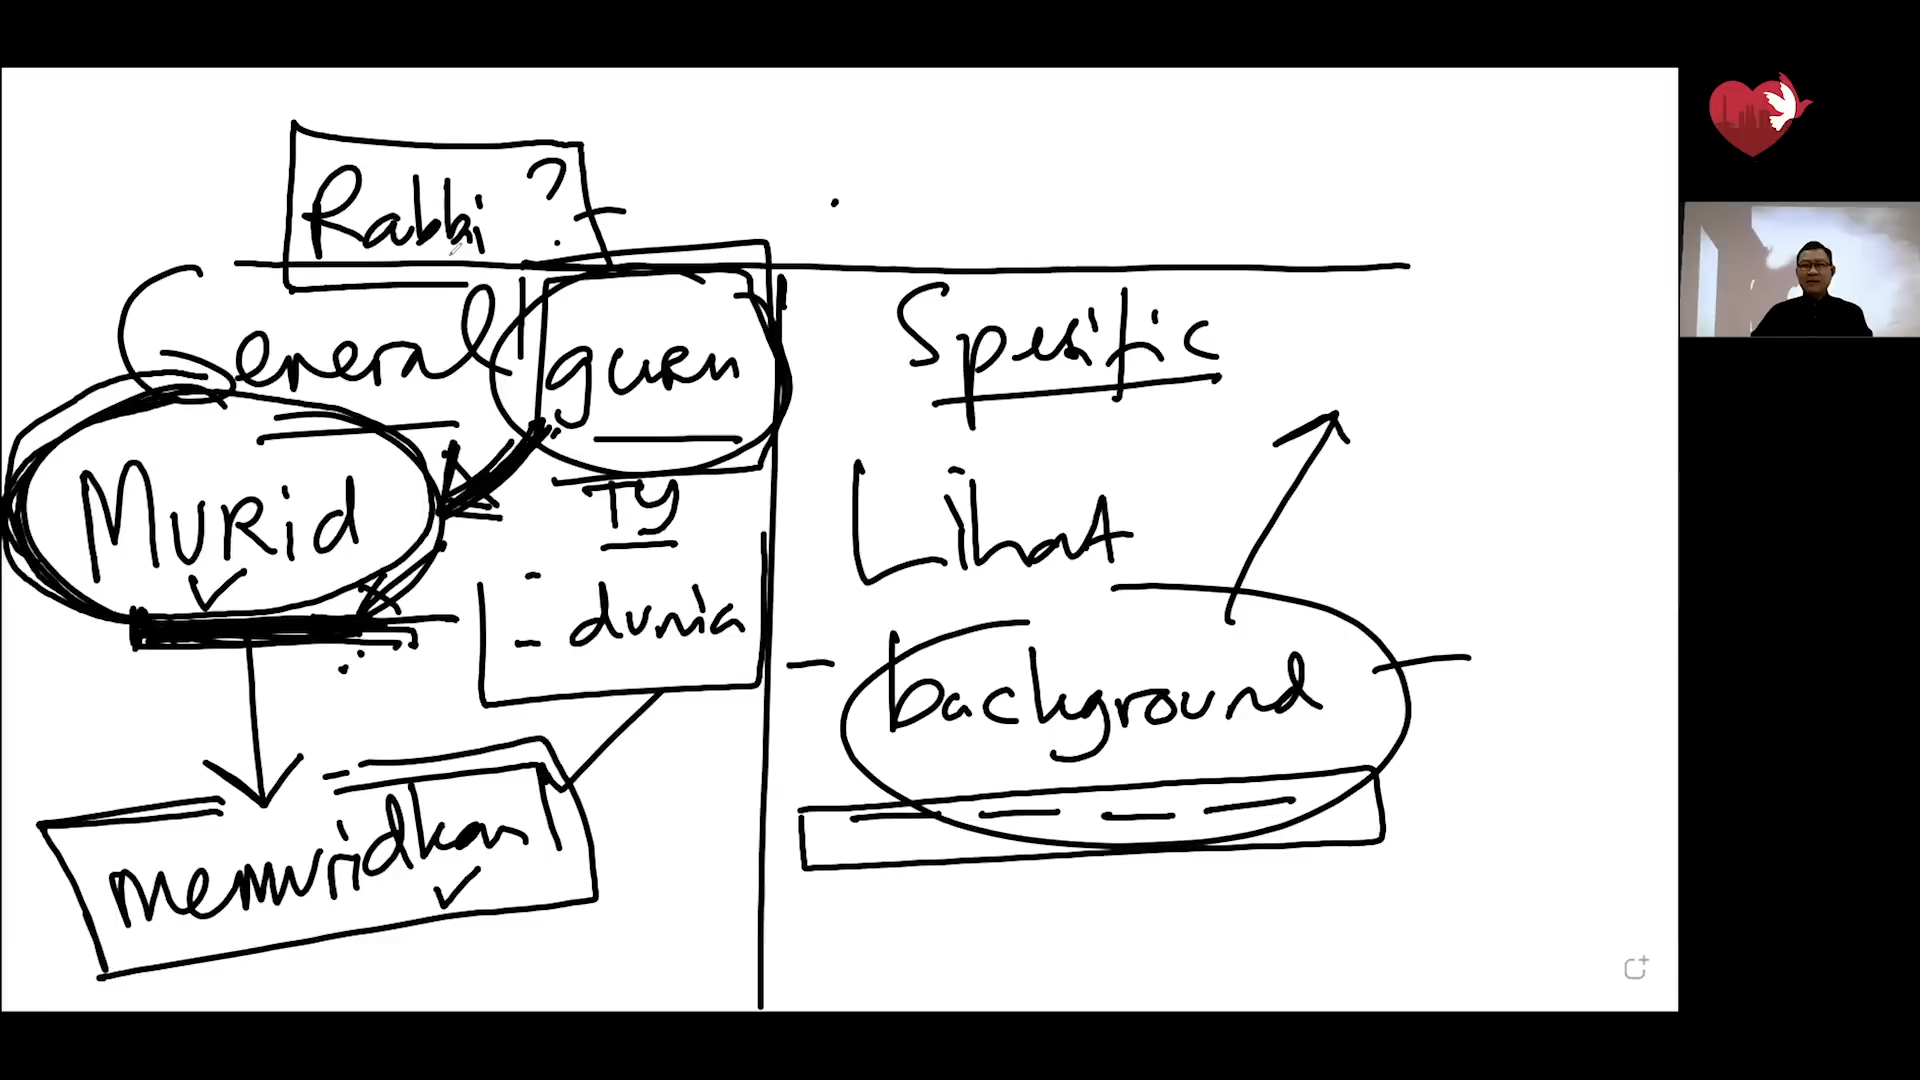 Rabbi ?
General guru
Spesific
Murid
TY
- dunia
Lihat
background
memuridkan